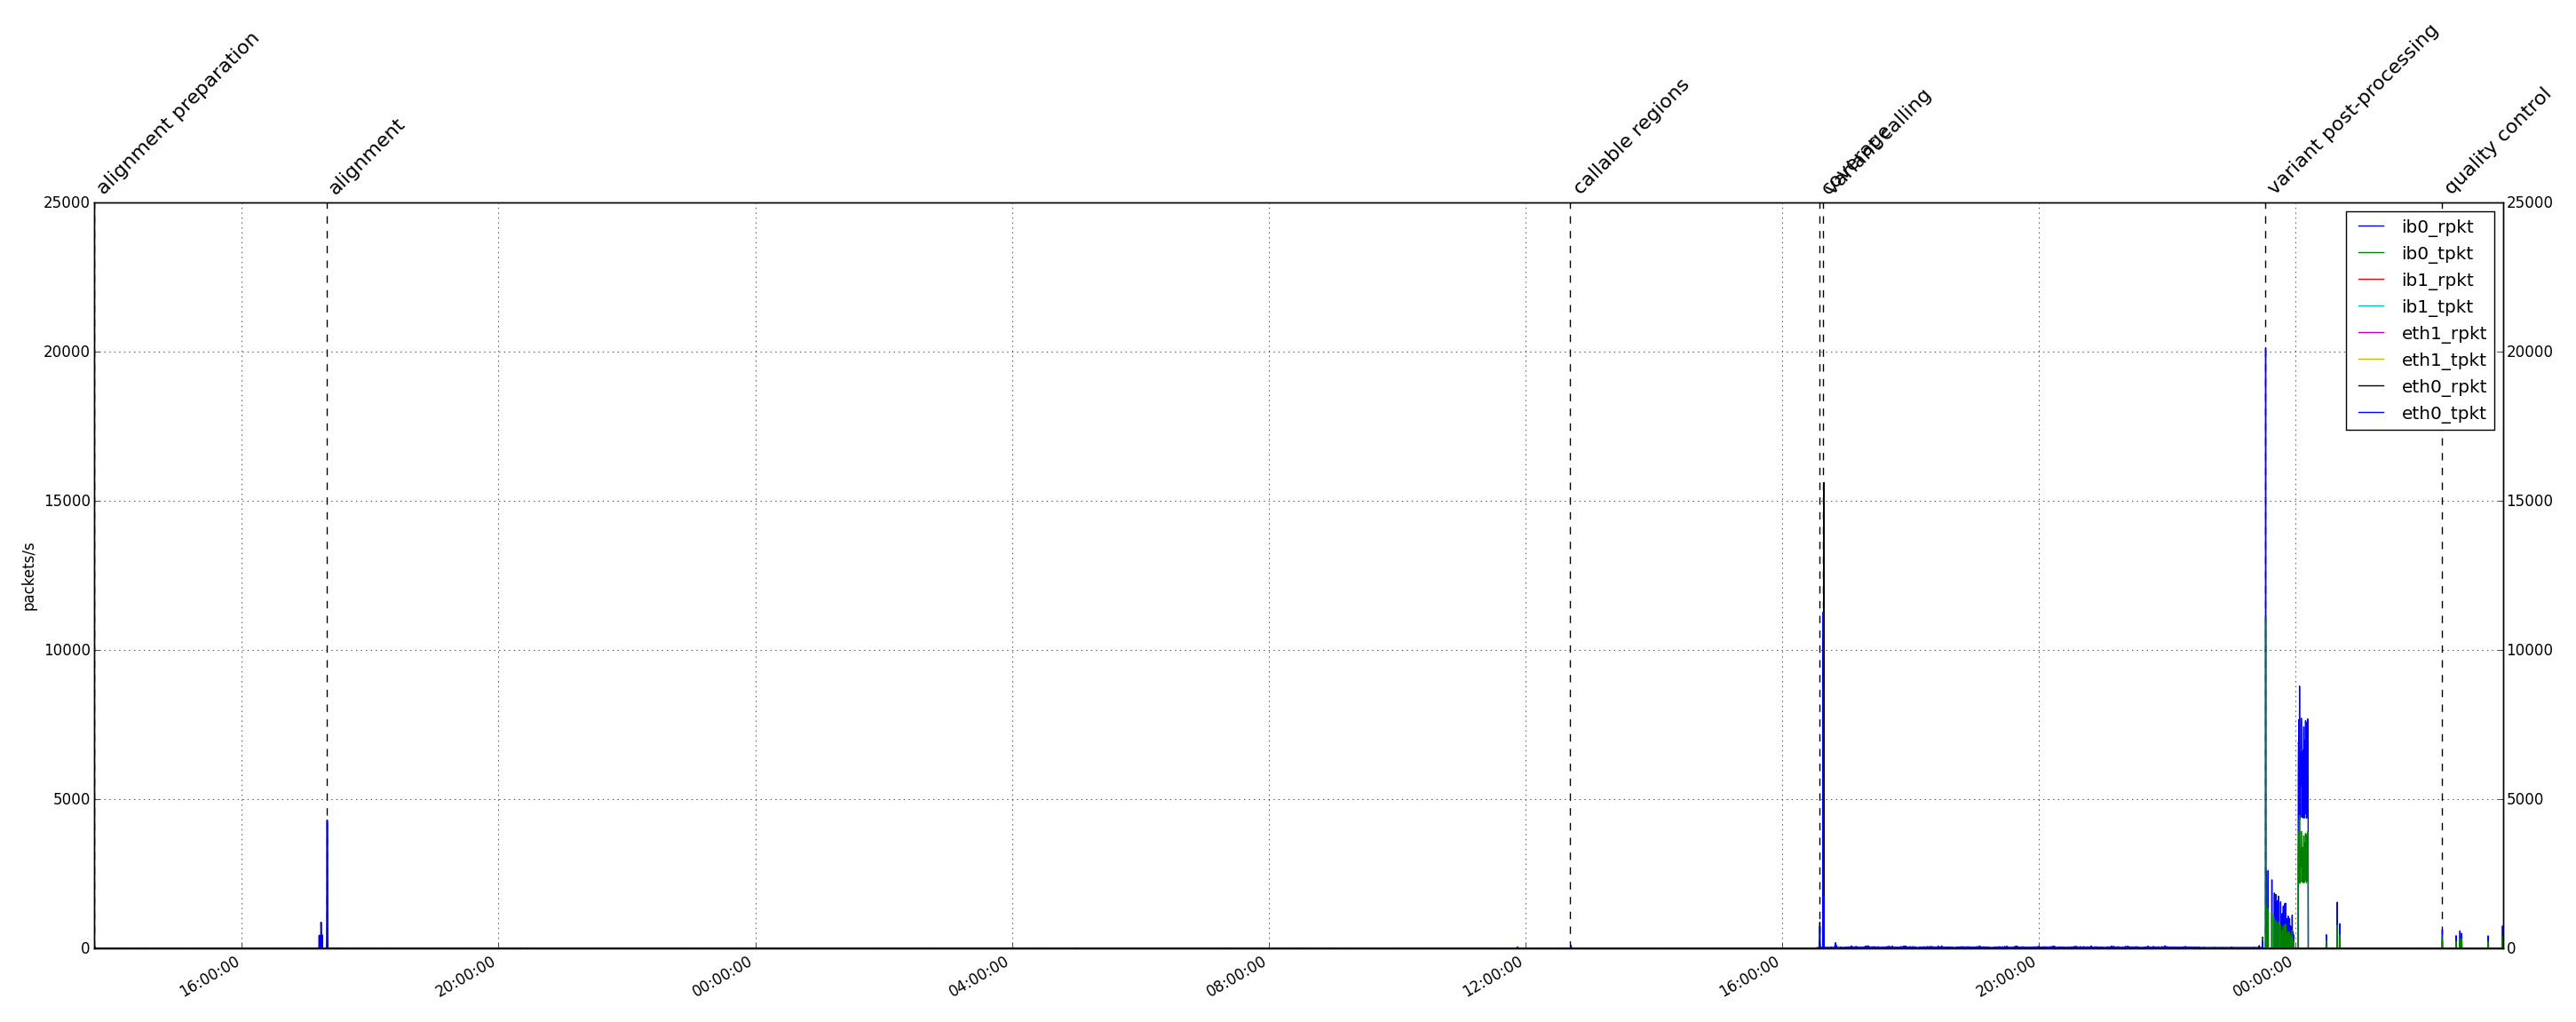 alignment preparation
alignment
callable regions
coverage
variant calling
variant post-processing
quality control
25000
20000
15000
10000
5000
0
packets/s
25000
20000
15000
10000
5000
0
ib0_rpkt
ib0_tpkt
ib1_rpkt
ib1_tpkt
eth1_rpkt
eth1_tpkt
eth0_rpkt
eth0_tpkt
16:00:00
20:00:00
00:00:00
04:00:00
08:00:00
12:00:00
16:00:00
20:00:00
00:00:00